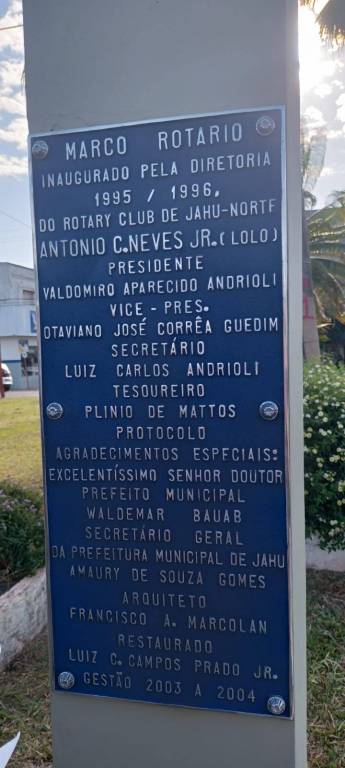 MARCO ROTARIO
INAUGURADO PELA DIRETORIA
1995 / 1996,
DO ROTARY CLUB DE JAHU-NORTE
ANTONIO C.NEVES JR.(LOLO)
PRESIDENTE
VALDOMIRO APARECIDO ANDRIOLI
VICE - PRES.
OTAVIANO JOSÉ CORRÊA GUEDIM
SECRETÁRIO
LUIZ CARLOS ANDRIOLI
TESOUREIRO
PLINIO DE MATTOS
PROTOCOLO
AGRADECIMENTOS ESPECIAIS:
EXCELENTÍSSIMO SENHOR DOUTOR
PREFEITO MUNICIPAL
WALDEMAR BAUAB
SECRETÁRIO GERAL
DA PREFEITURA MUNICIPAL DE JAHU
AMAURY DE SOUZA GOMES
ARQUITETO
FRANCISCO A. MARCOLAN
RESTAURADO
LUIZ C. CAMPOS PRADO JR.
GESTÃO 2003 A 2004